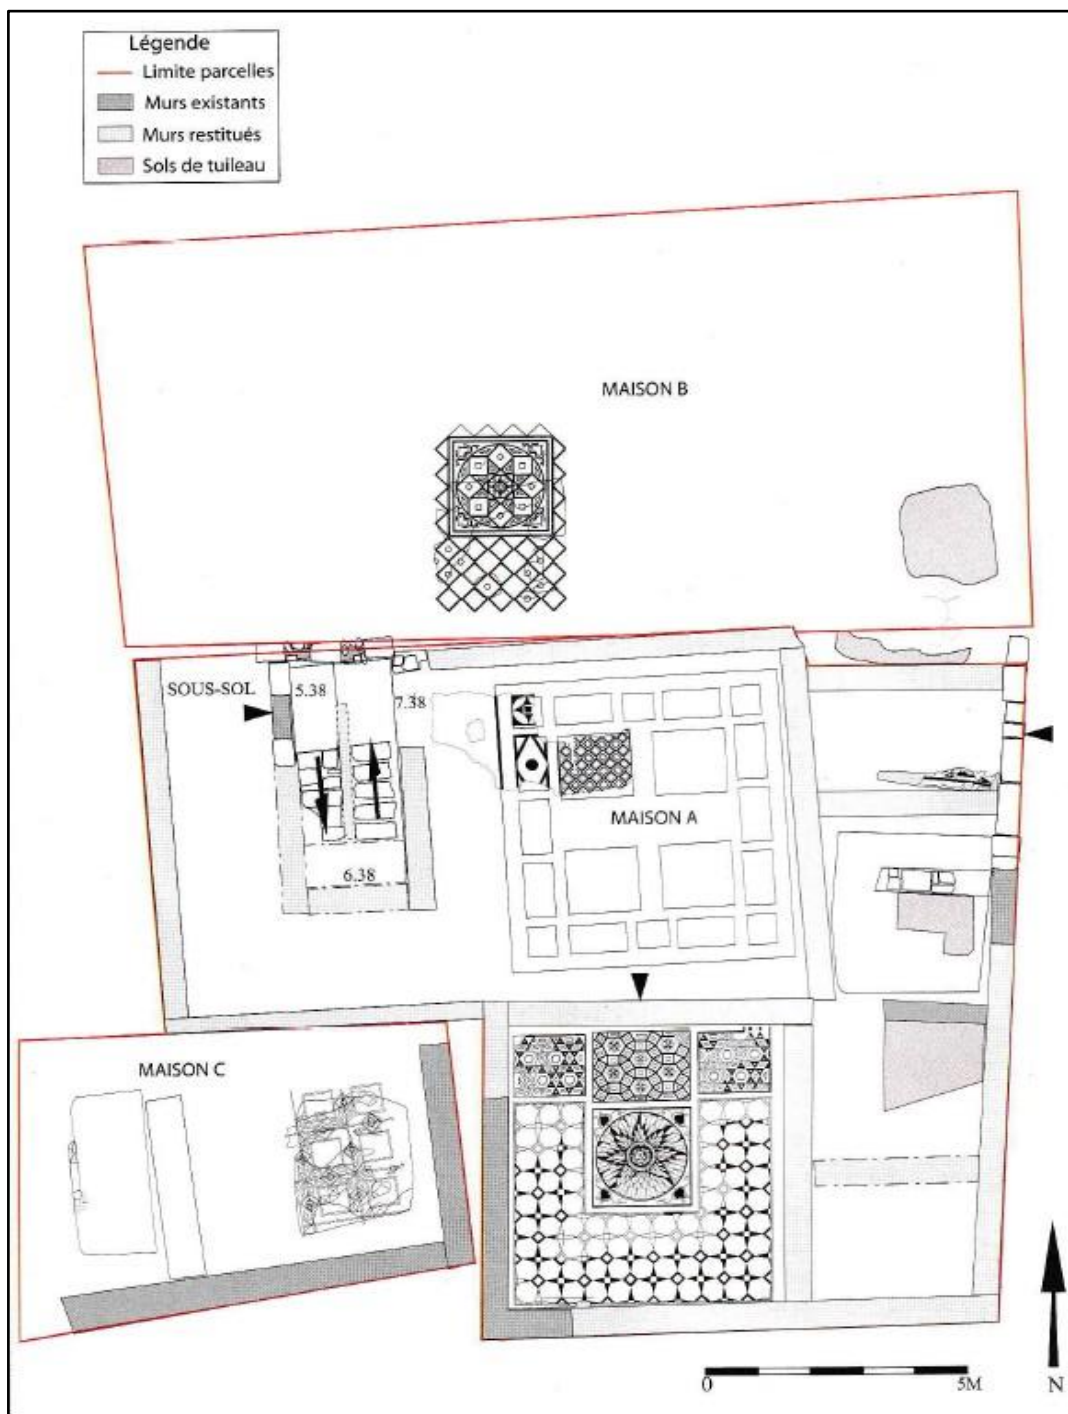 Légende
Limite parcelles
Murs existants
Murs restitués
Sols de tuileau
MAISON B
SOUS-SOL
5.38
7.38
MAISON A
6.38
MAISON C
0
5M
N